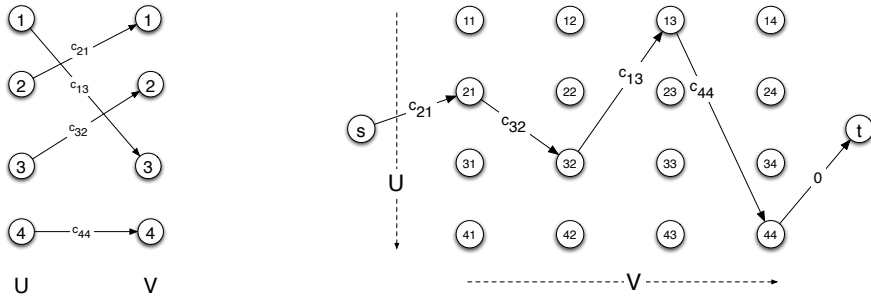 1 1
c21
2 c13 2
c32
3 3
4 c44 4
U V
11 12 13 14
c13 c44
21 22 23 24
s c21 c32 t
31 32 33 34
U 0
41 42 43 44
V